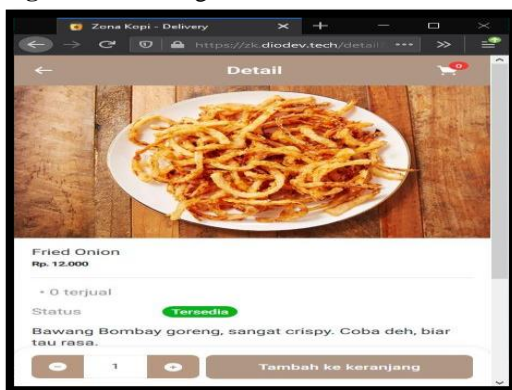 Zona Kopi - Delivery
https://zk.diodev.tech/detail
Detail
0
Fried Onion
Rp. 12.000
• 0 terjual
Status Tersedia
Bawang Bombay goreng, sangat crispy. Coba deh, biar
tau rasa.
- 1 + Tambah ke keranjang